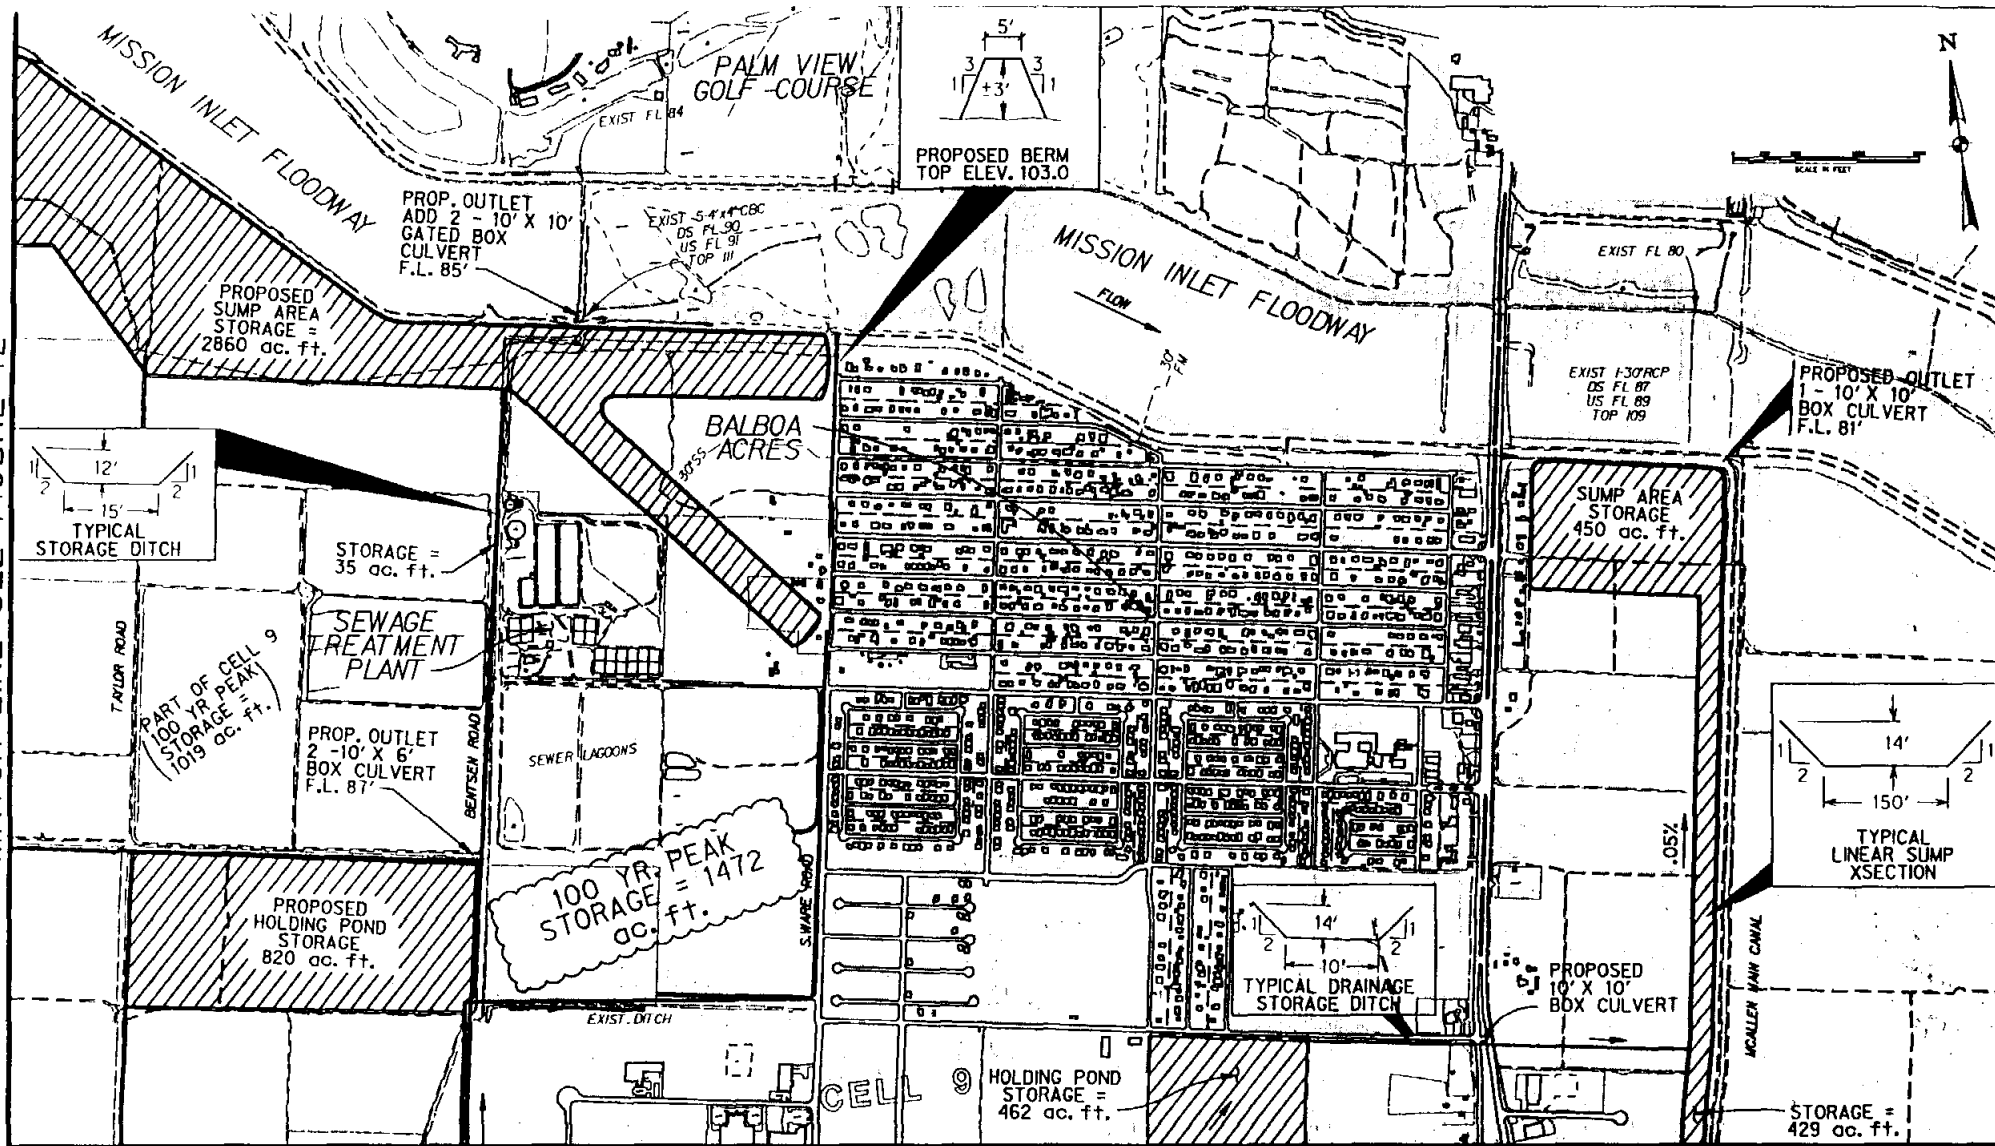 MISSION INLET FLOODWAY
PALM VIEW
GOLF COURSE
EXIST FL 84
5'
3
3
1
1
±3'
PROPOSED BERM
TOP ELEV. 103.0
N
SCALE IN FEET
PROP. OUTLET
ADD 2 - 10' X 10'
GATED BOX
CULVERT
F.L. 85'
EXIST -5-4'x4' CBC
DS FL 90
US FL 91
TOP 111
MISSION INLET FLOODWAY
FLOW
30"
FM
EXIST FL 80
PROPOSED
SUMP AREA
STORAGE =
2860 ac. ft.
EXIST 1-30"RCP
DS FL 87
US FL 89
TOP 109
PROPOSED OUTLET
1 - 10' X 10'
BOX CULVERT
F.L. 81'
BALBOA
ACRES
30"SS
1
12'
1
2
2
15'
TYPICAL
STORAGE DITCH
SUMP AREA
STORAGE
450 ac. ft.
STORAGE =
35 ac. ft.
SEWAGE
TREATMENT
PLANT
TAYLOR ROAD
PART OF CELL 9
(100 YR PEAK)
STORAGE =
1019 ac. ft.
PROP. OUTLET
2 -10' X 6'
BOX CULVERT
F.L. 87'
BENTSEN ROAD
SEWER LAGOONS
1
14'
1
2
2
150'
TYPICAL
LINEAR SUMP
XSECTION
.05%
100 YR. PEAK
STORAGE = 1472
ac. ft.
S.WARE ROAD
PROPOSED
HOLDING POND
STORAGE
820 ac. ft.
1
14'
1
2
2
10'
TYPICAL DRAINAGE
STORAGE DITCH
PROPOSED
10' X 10'
BOX CULVERT
MCALLEN MAIN CANAL
EXIST. DITCH
CELL 9
HOLDING POND
STORAGE =
462 ac. ft.
STORAGE =
429 ac. ft.